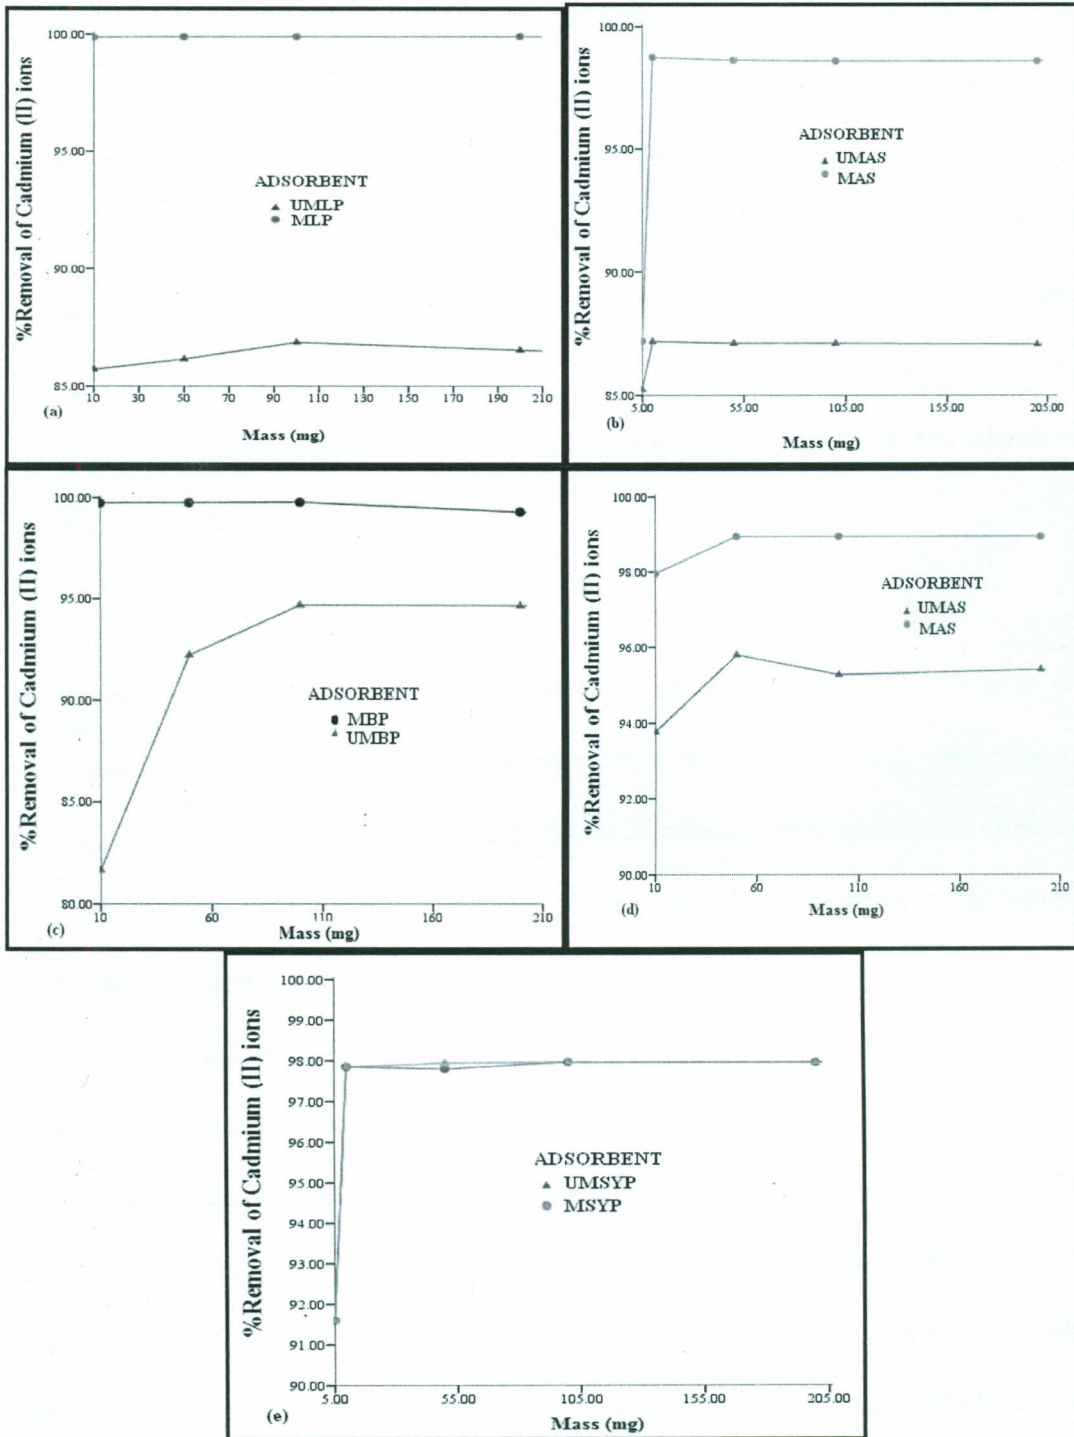 %Removal of Cadmium (II) ions
100.00
95.00
90.00
85.00
ADSORBENT
UMLP
MLP
10 30 50 70 90 110 130 150 170 190 210
(a)
Mass (mg)
%Removal of Cadmium (II) ions
100.00
95.00
90.00
85.00
ADSORBENT
UMAS
MAS
5.00 55.00 105.00 155.00 205.00
(b)
Mass (mg)
%Removal of Cadmium (II) ions
100.00
95.00
90.00
85.00
80.00
ADSORBENT
MBP
UMBP
10 60 110 160 210
(c)
Mass (mg)
%Removal of Cadmium (II) ions
100.00
98.00
96.00
94.00
92.00
90.00
ADSORBENT
UMAS
MAS
10 60 110 160 210
(d)
Mass (mg)
%Removal of Cadmium (II) ions
100.00
99.00
98.00
97.00
96.00
95.00
94.00
93.00
92.00
91.00
90.00
ADSORBENT
UMSYP
MSYP
5.00 55.00 105.00 155.00 205.00
(e)
Mass (mg)